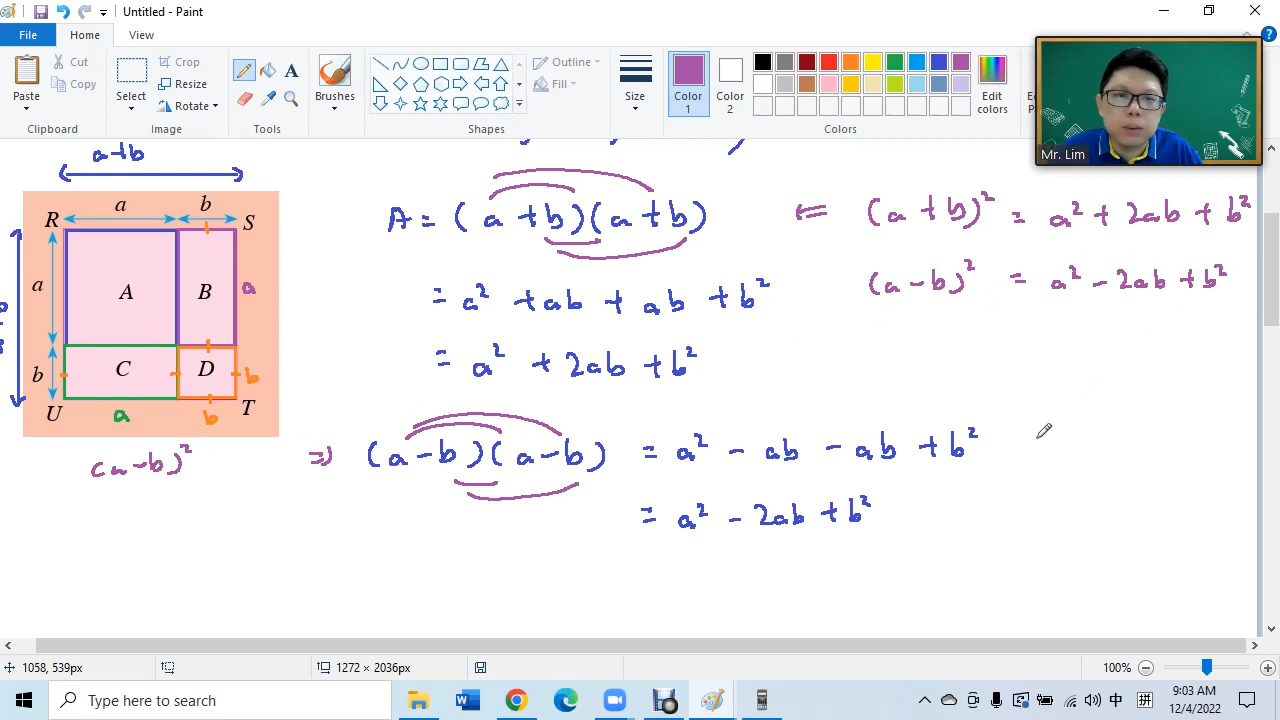 Untitled - Paint
File Home View
Paste Cut Copy
Clipboard
Select Crop Resize Rotate
Image
Tools
Brushes
Shapes
Outline Fill
Size
Color 1
Color 2
Edit colors
Colors
Mr. Lim
a+b
a b
R S
a A B a
b C D b
U T
a b
A = (a+b)(a+b) ⇐ (a+b)² = a² + 2ab + b²
= a² + ab + ab + b² (a-b)² = a² - 2ab + b²
= a² + 2ab + b²
(a-b)² ⇒ (a-b)(a-b) = a² - ab - ab + b²
= a² - 2ab + b²
1058, 539px 1272 × 2036px 100%
Type here to search
中 拼
9:03 AM
12/4/2022